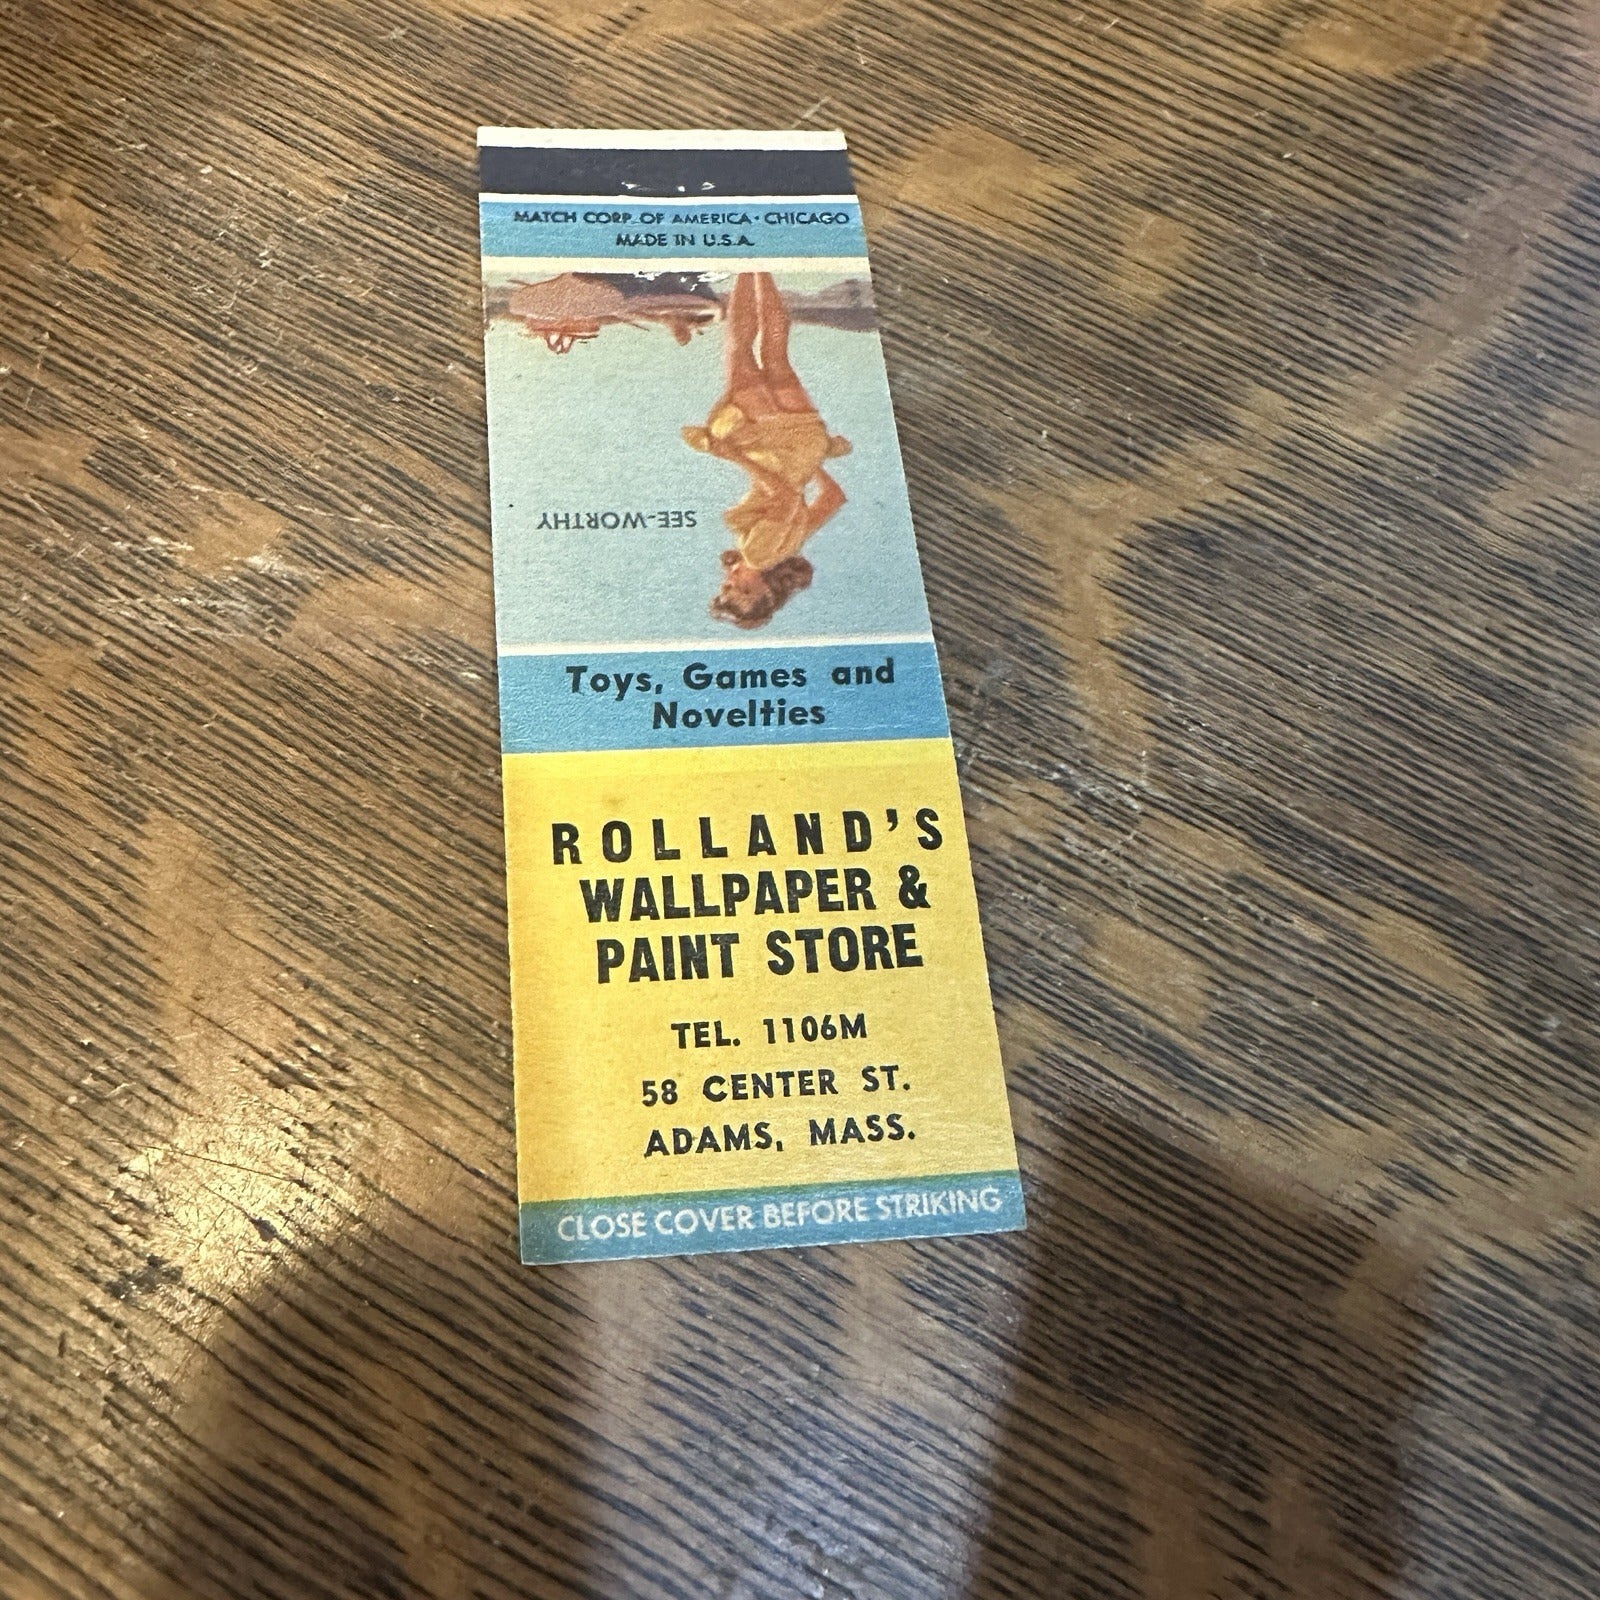 MATCH CORP. OF AMERICA • CHICAGO
MADE IN U.S.A.
SEE-WORTHY
Toys, Games and
Novelties
ROLLAND'S
WALLPAPER &
PAINT STORE
TEL. 1106M
58 CENTER ST.
ADAMS, MASS.
CLOSE COVER BEFORE STRIKING